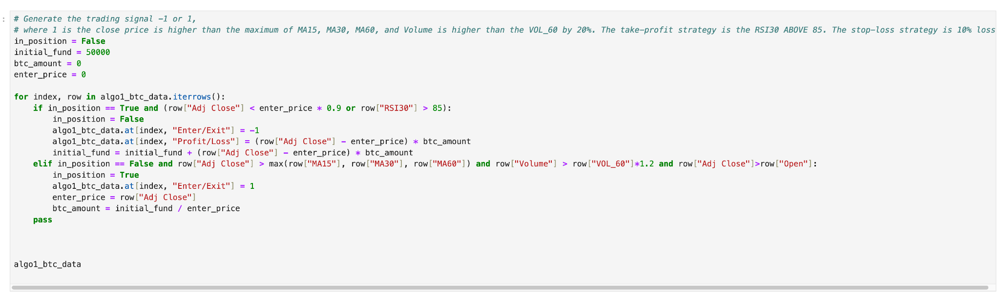 # Generate the trading signal -1 or 1,
# where 1 is the close price is higher than the maximum of MA15, MA30, MA60, and Volume is higher than the VOL_60 by 20%. The take-profit strategy is the RSI30 ABOVE 85. The stop-loss strategy is 10% loss
in_position = False
initial_fund = 50000
btc_amount = 0
enter_price = 0

for index, row in algo1_btc_data.iterrows():
    if in_position == True and (row["Adj Close"] < enter_price * 0.9 or row["RSI30"] > 85):
        in_position = False
        algo1_btc_data.at[index, "Enter/Exit"] = -1
        algo1_btc_data.at[index, "Profit/Loss"] = (row["Adj Close"] - enter_price) * btc_amount
        initial_fund = initial_fund + (row["Adj Close"] - enter_price) * btc_amount
    elif in_position == False and row["Adj Close"] > max(row["MA15"], row["MA30"], row["MA60"]) and row["Volume"] > row["VOL_60"]*1.2 and row["Adj Close"]>row["Open"]:
        in_position = True
        algo1_btc_data.at[index, "Enter/Exit"] = 1
        enter_price = row["Adj Close"]
        btc_amount = initial_fund / enter_price
    pass

algo1_btc_data